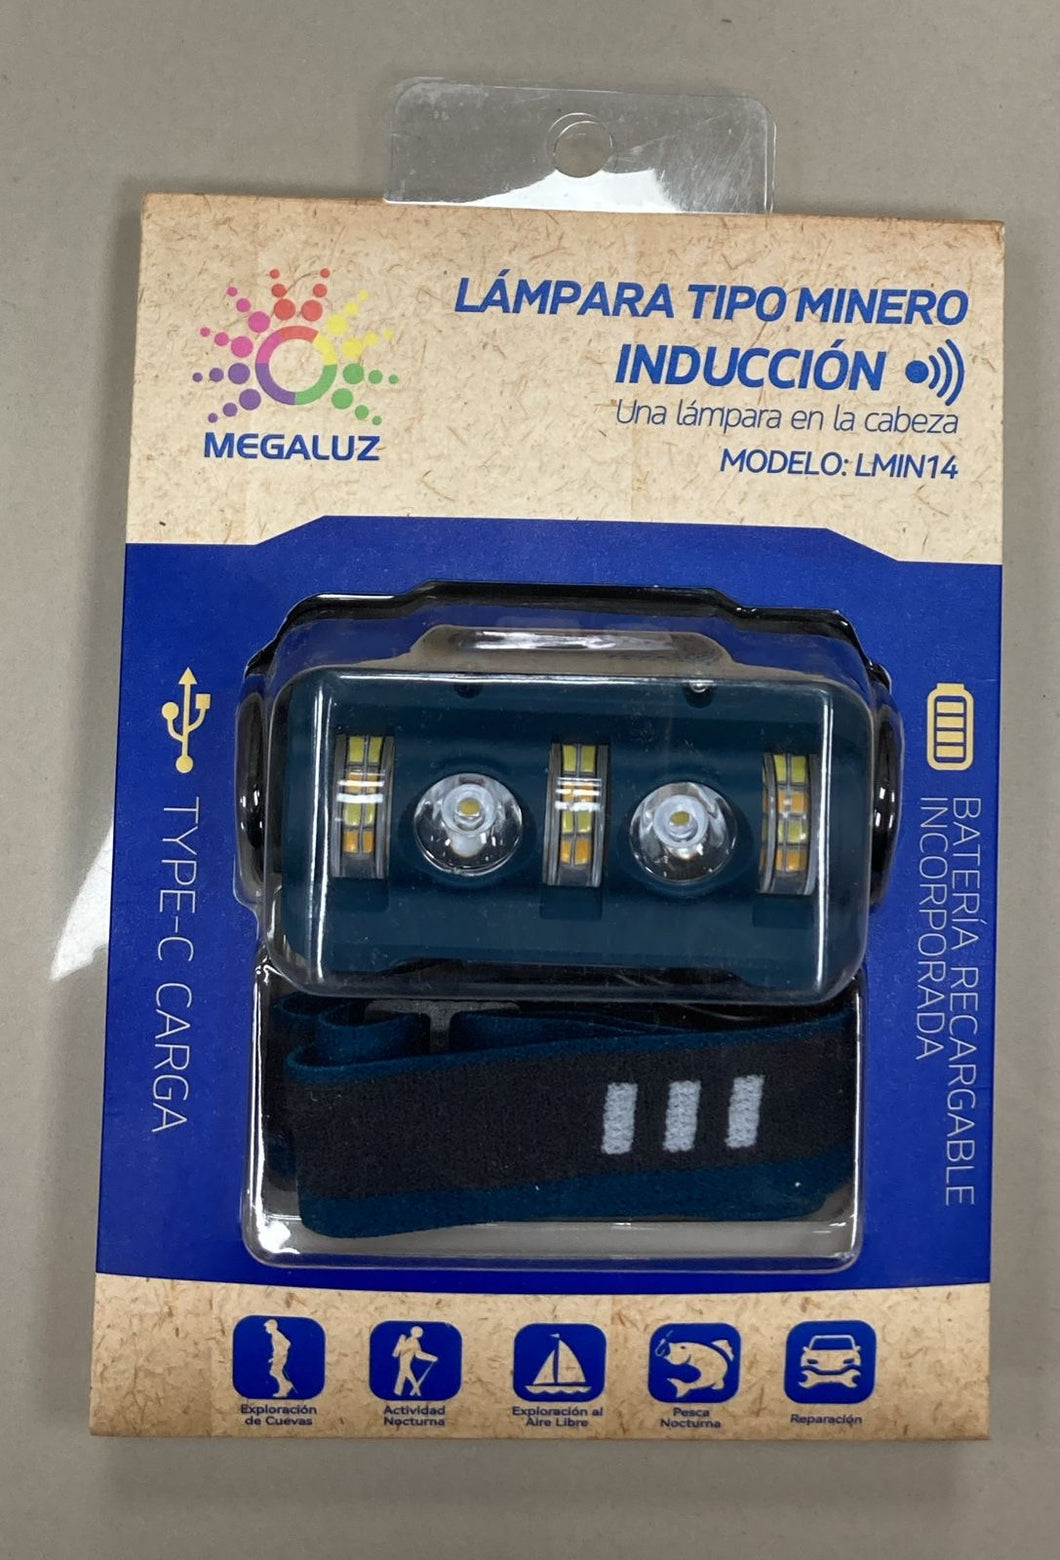 LÁMPARA TIPO MINERO
INDUCCIÓN
Una lámpara en la cabeza
MODELO: LMIN14
MEGALUZ
TYPE-C CARGA
BATERÍA RECARGABLE
INCORPORADA
Exploración
de Cuevas
Actividad
Nocturna
Exploración al
Aire Libre
Pesca
Nocturna
Reparación